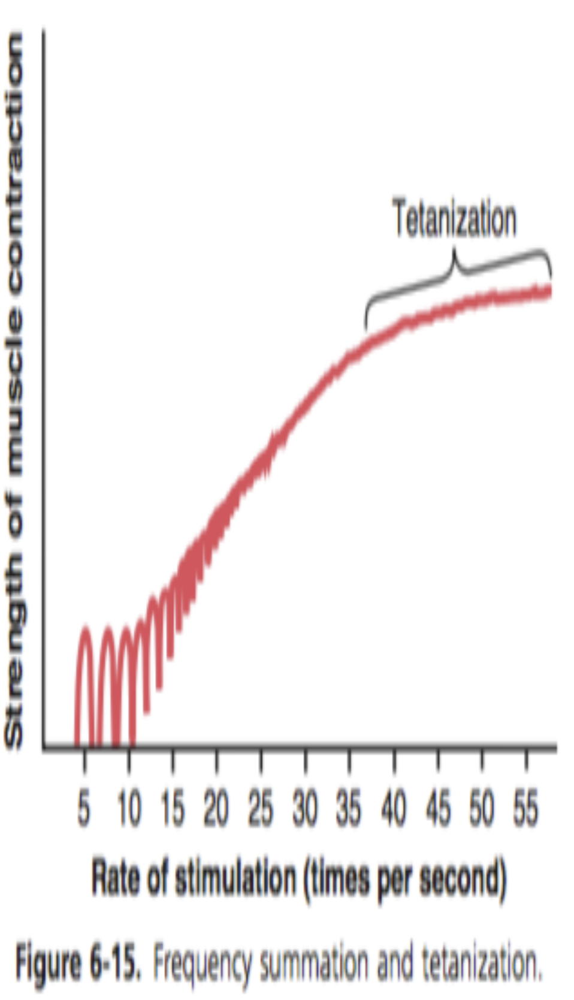 Strength of muscle contraction
Tetanization
5 10 15 20 25 30 35 40 45 50 55
Rate of stimulation (times per second)
Figure 6-15. Frequency summation and tetanization.